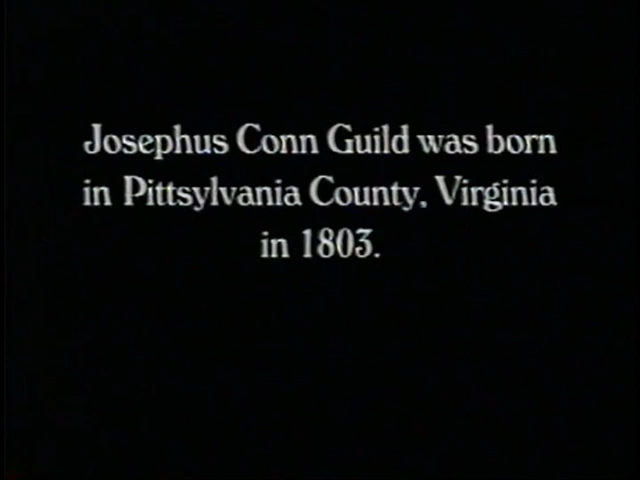 Josephus Conn Guild was born
in Pittsylvania County, Virginia
in 1803.